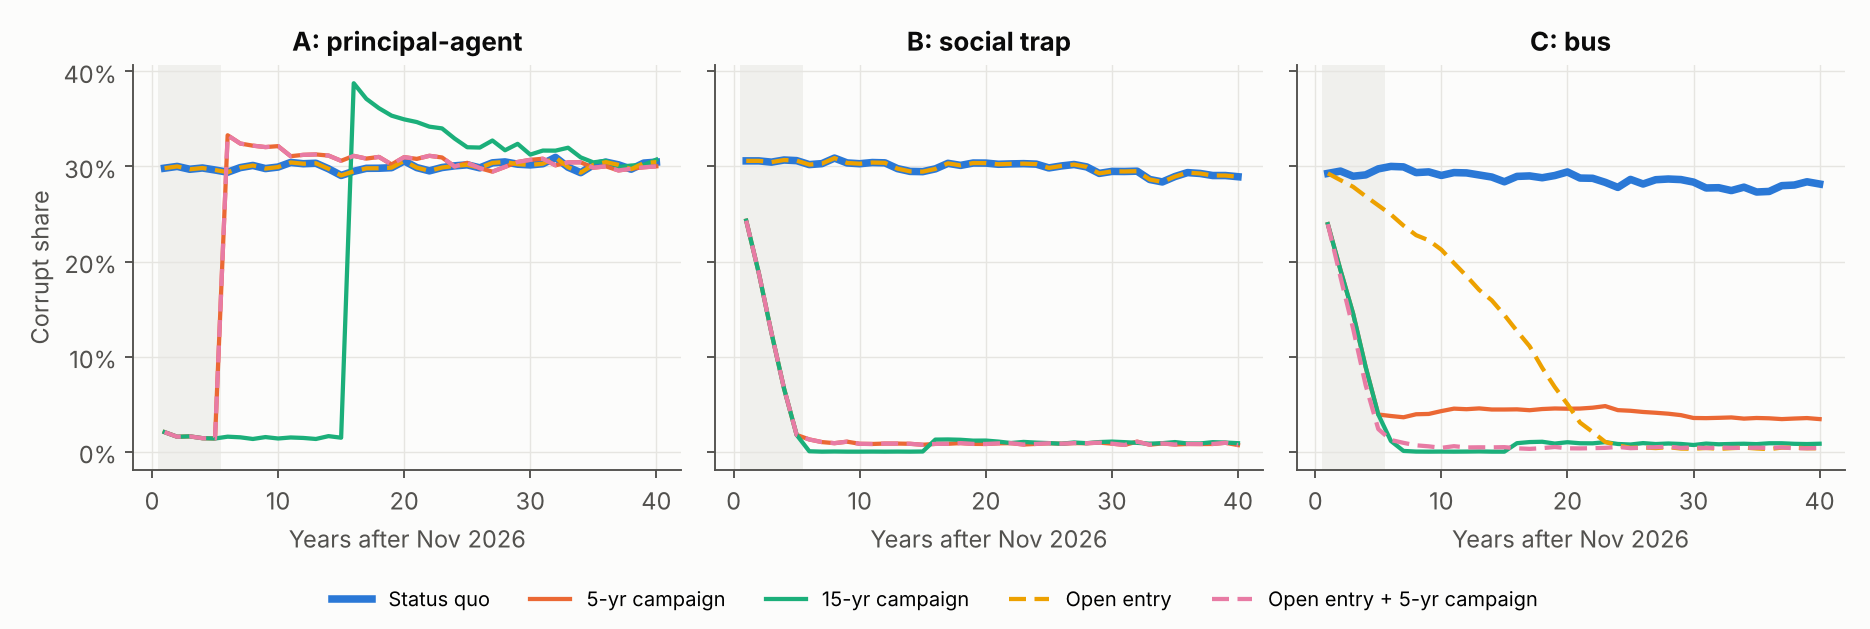 A: principal-agent
B: social trap
C: bus
Corrupt share
40%
30%
20%
10%
0%
0 10 20 30 40
0 10 20 30 40
0 10 20 30 40
Years after Nov 2026
Years after Nov 2026
Years after Nov 2026
Status quo
5-yr campaign
15-yr campaign
Open entry
Open entry + 5-yr campaign